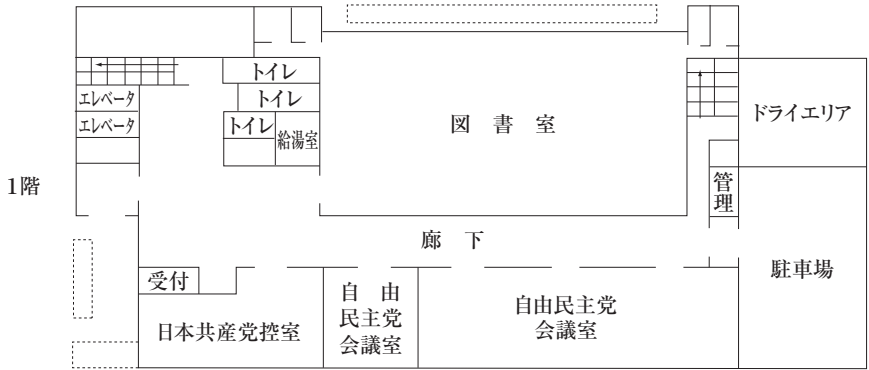 トイレ
エレベータ
トイレ
エレベータ
トイレ
給湯室
図書室
ドライエリア
1階
管理
廊下
駐車場
受付
日本共産党控室
自由
民主党
会議室
自由民主党
会議室